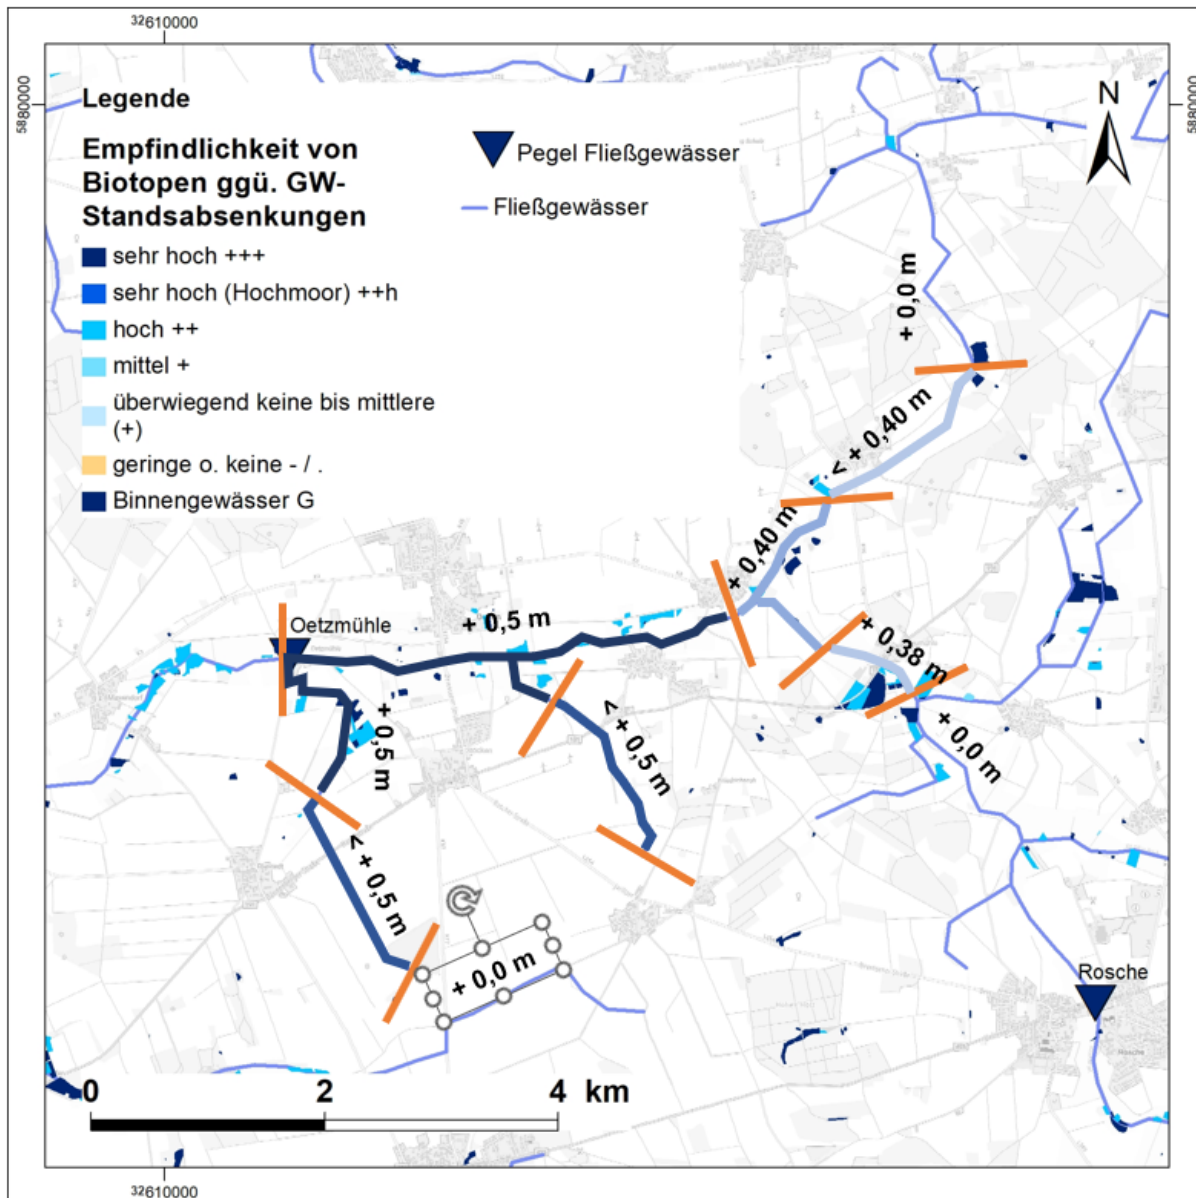 32610000
5880000
5880000
N
Legende
Empfindlichkeit von
Biotopen ggü. GW-
Standsabsenkungen
sehr hoch +++
sehr hoch (Hochmoor) ++h
hoch ++
mittel +
überwiegend keine bis mittlere
(+)
geringe o. keine - / .
Binnengewässer G
Pegel Fließgewässer
Fließgewässer
+ 0,0 m
< + 0,40 m
+ 0,40 m
+ 0,5 m
Oetzmühle
+ 0,38 m
+ 0,5 m
< + 0,5 m
+ 0,0 m
< + 0,5 m
+ 0,0 m
Rosche
0 2 4 km
32610000